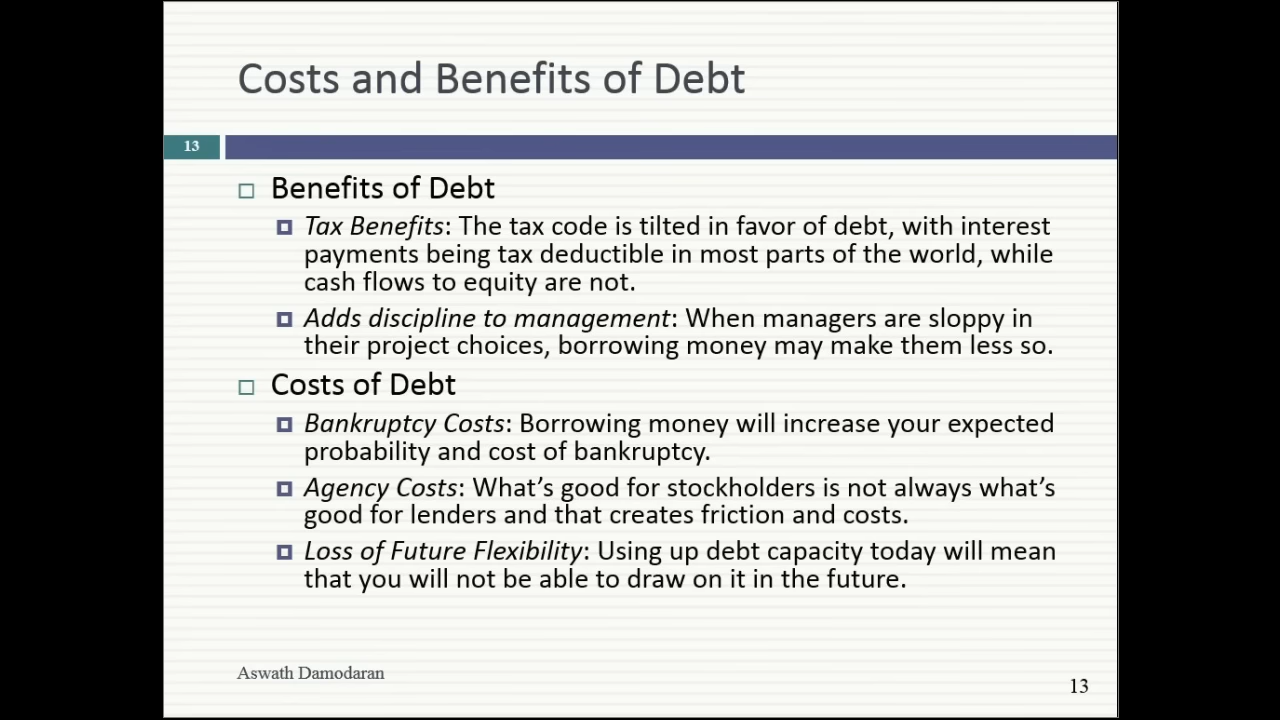 Costs and Benefits of Debt
13
Benefits of Debt
Tax Benefits: The tax code is tilted in favor of debt, with interest
payments being tax deductible in most parts of the world, while
cash flows to equity are not.
Adds discipline to management: When managers are sloppy in
their project choices, borrowing money may make them less so.
Costs of Debt
Bankruptcy Costs: Borrowing money will increase your expected
probability and cost of bankruptcy.
Agency Costs: What’s good for stockholders is not always what’s
good for lenders and that creates friction and costs.
Loss of Future Flexibility: Using up debt capacity today will mean
that you will not be able to draw on it in the future.
Aswath Damodaran
13